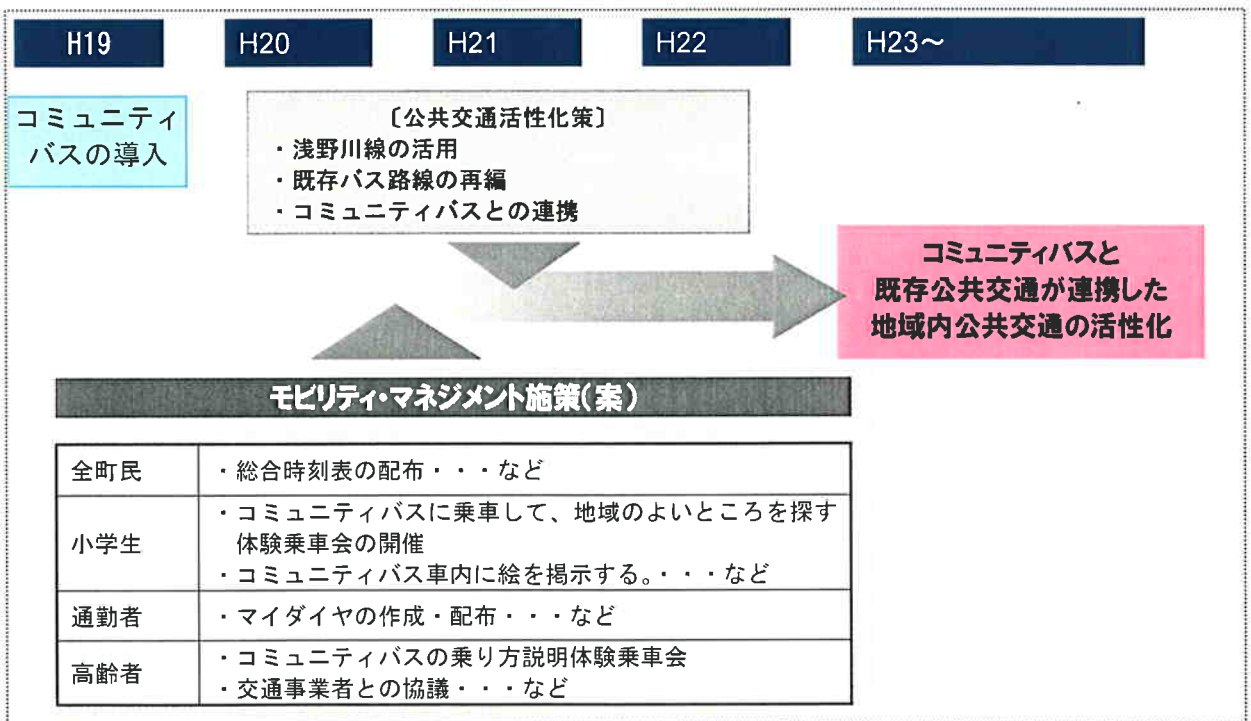 H19 H20 H21 H22 H23～
コミュニティ
バスの導入
〔公共交通活性化策〕
・浅野川線の活用
・既存バス路線の再編
・コミュニティバスとの連携
コミュニティバスと
既存公共交通が連携した
地域内公共交通の活性化
モビリティ・マネジメント施策（案）
全町民 ・総合時刻表の配布・・・など
小学生 ・コミュニティバスに乗車して、地域のよいところを探す
体験乗車会の開催
・コミュニティバス車内に絵を掲示する。・・・など
通勤者 ・マイダイヤの作成・配布・・・など
高齢者 ・コミュニティバスの乗り方説明体験乗車会
・交通事業者との協議・・・など